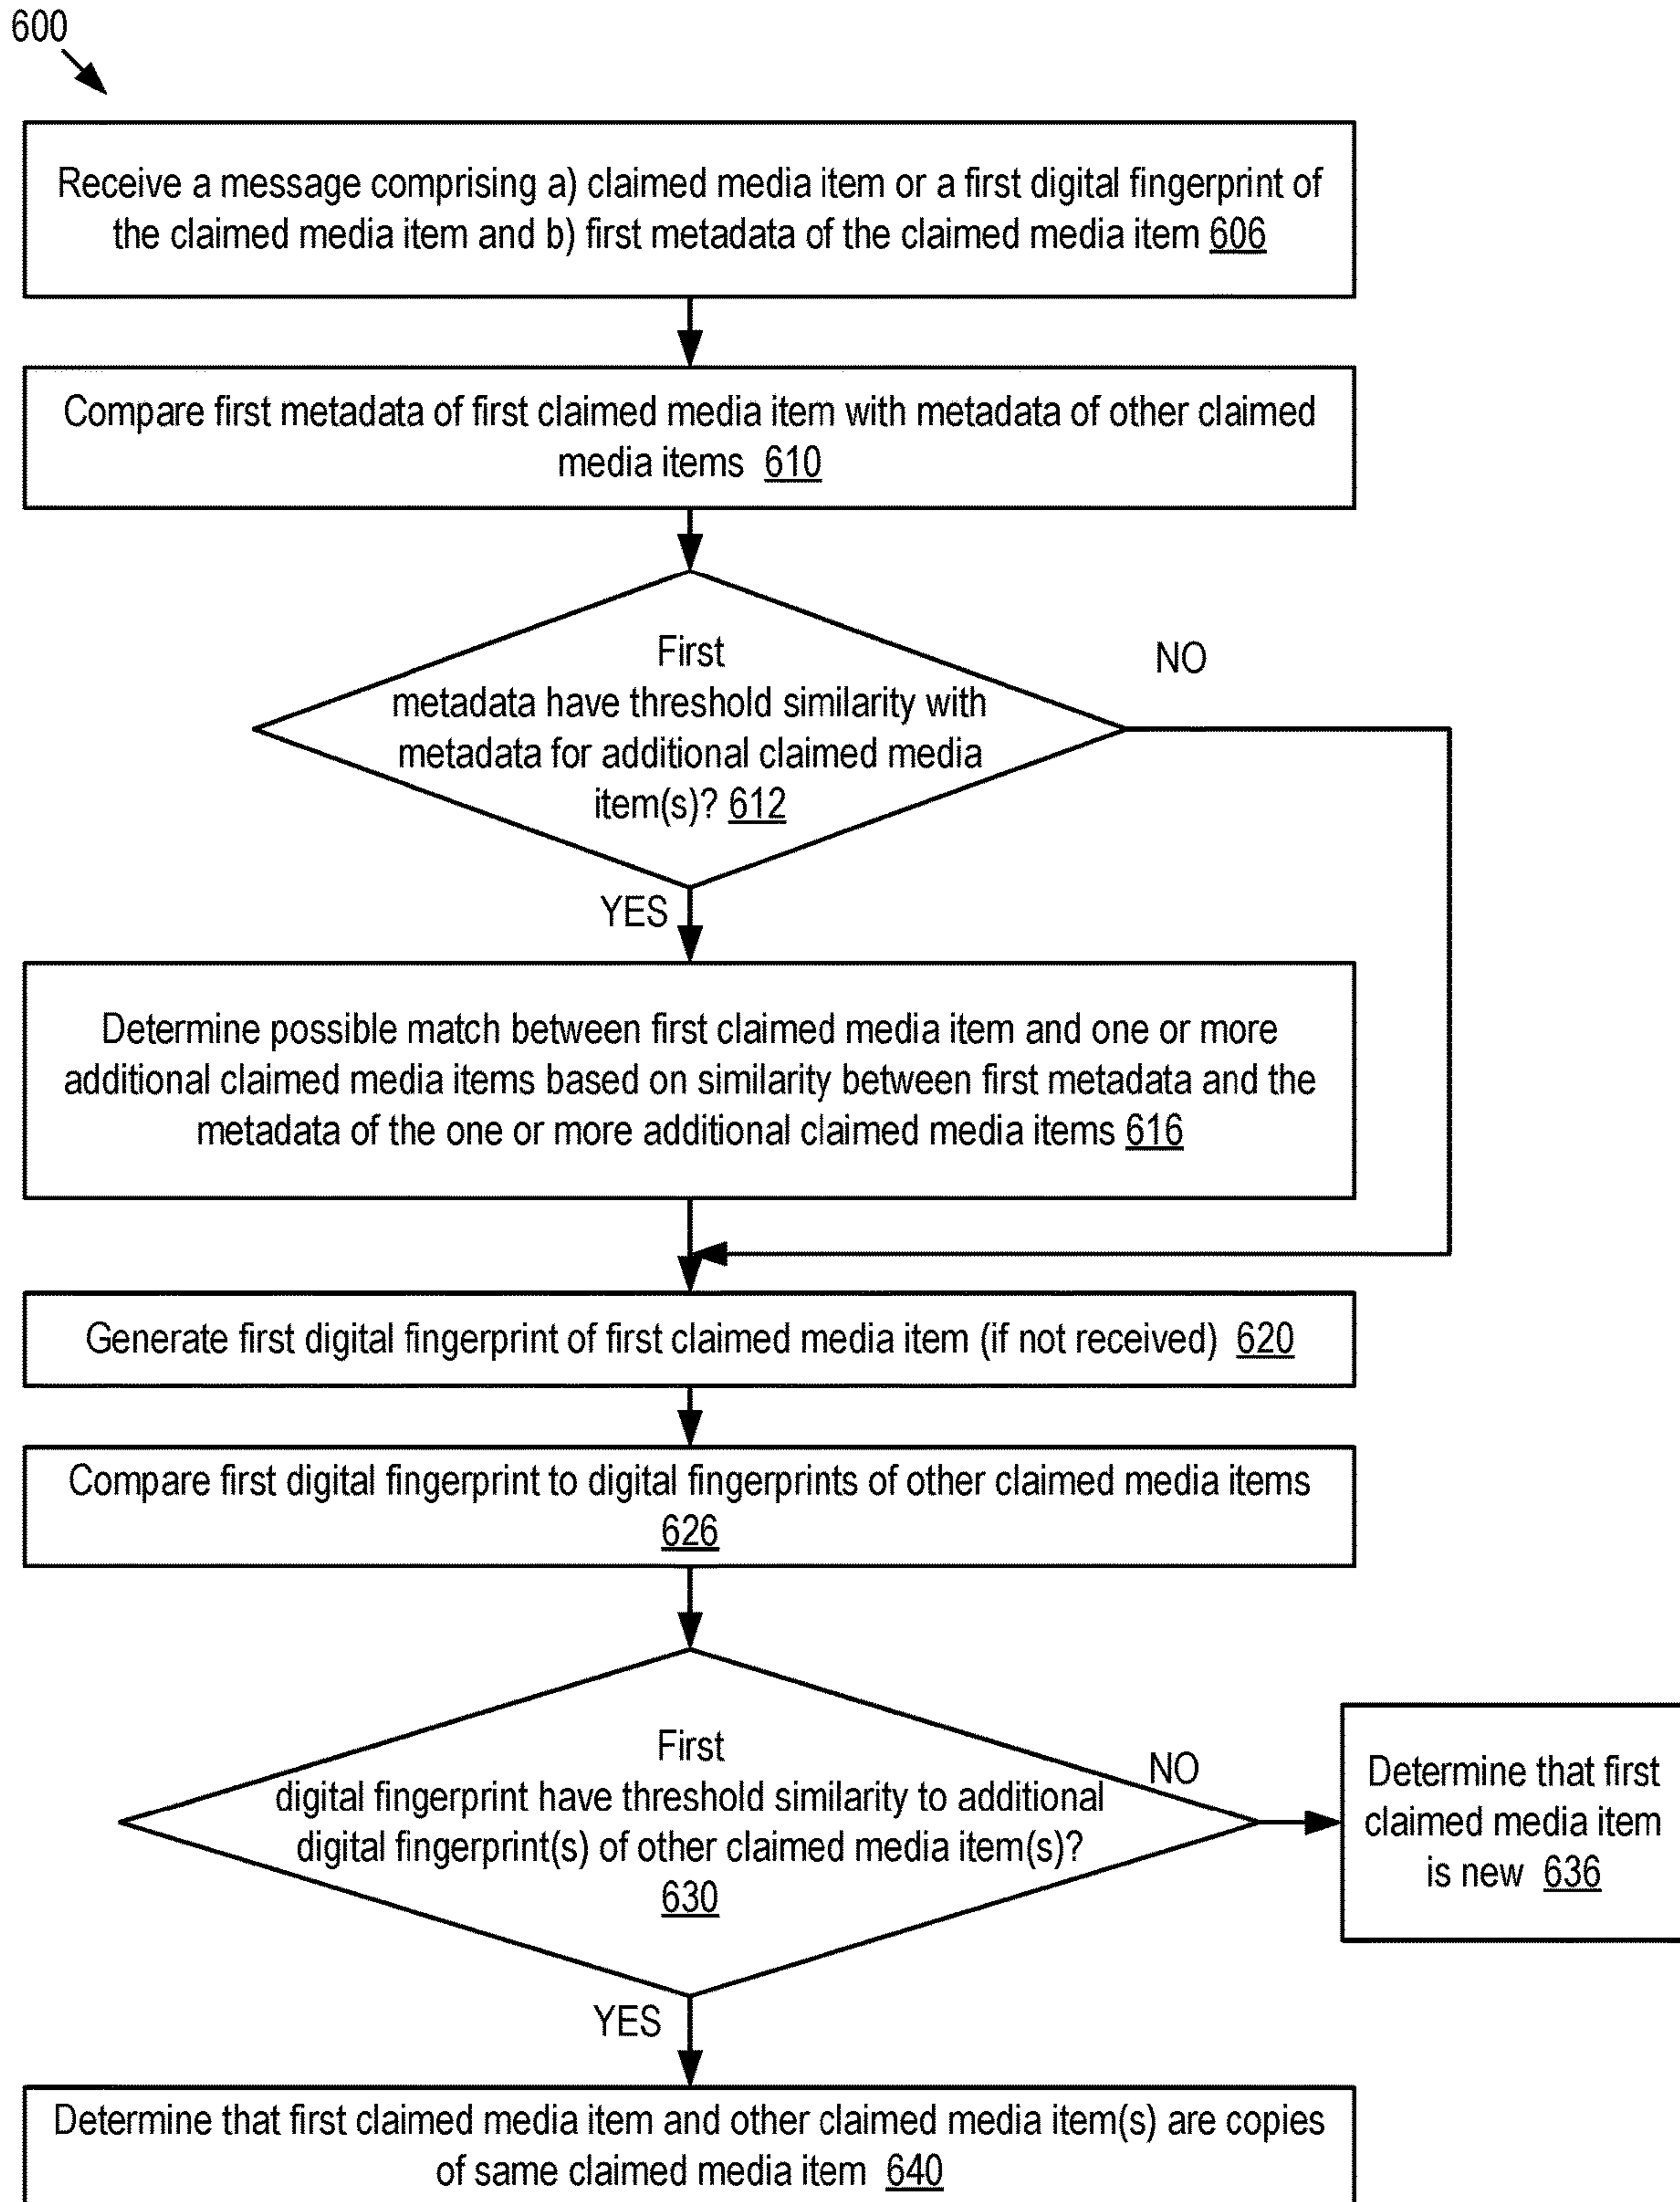 600
Receive a message comprising a) claimed media item or a first digital fingerprint of
the claimed media item and b) first metadata of the claimed media item 606
Compare first metadata of first claimed media item with metadata of other claimed
media items 610
First
metadata have threshold similarity with
metadata for additional claimed media
item(s)? 612
NO
YES
Determine possible match between first claimed media item and one or more
additional claimed media items based on similarity between first metadata and the
metadata of the one or more additional claimed media items 616
Generate first digital fingerprint of first claimed media item (if not received) 620
Compare first digital fingerprint to digital fingerprints of other claimed media items
626
First
digital fingerprint have threshold similarity to additional
digital fingerprint(s) of other claimed media item(s)?
630
NO
Determine that first
claimed media item
is new 636
YES
Determine that first claimed media item and other claimed media item(s) are copies
of same claimed media item 640